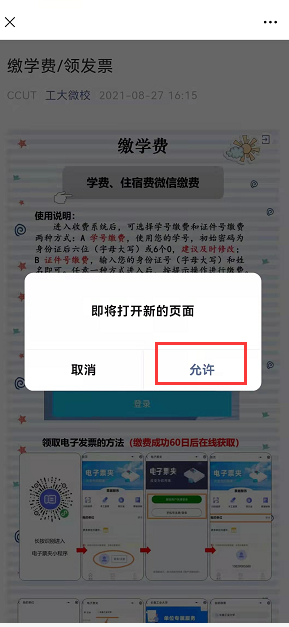 缴学费/领发票
CCUT 工大微校 2021-08-27 16:15
缴学费
学费、住宿费微信缴费
使用说明:
进入收费系统后，可选择学号缴费和证件号缴费
两种方式：A 学号缴费，使用您的学号，初始密码为
身份证后六位（字母大写）或6个0，建议及时修改；
B 证件号缴费，输入您的身份证号（字母大写）和姓
名即可。任意一种方式进入后，按提示操作进行缴费。
即将打开新的页面
取消 允许
登录
领取电子发票的方法（缴费成功60日后在线获取）
长按识别进入
电子票夹小程序
电子票夹
电子票夹